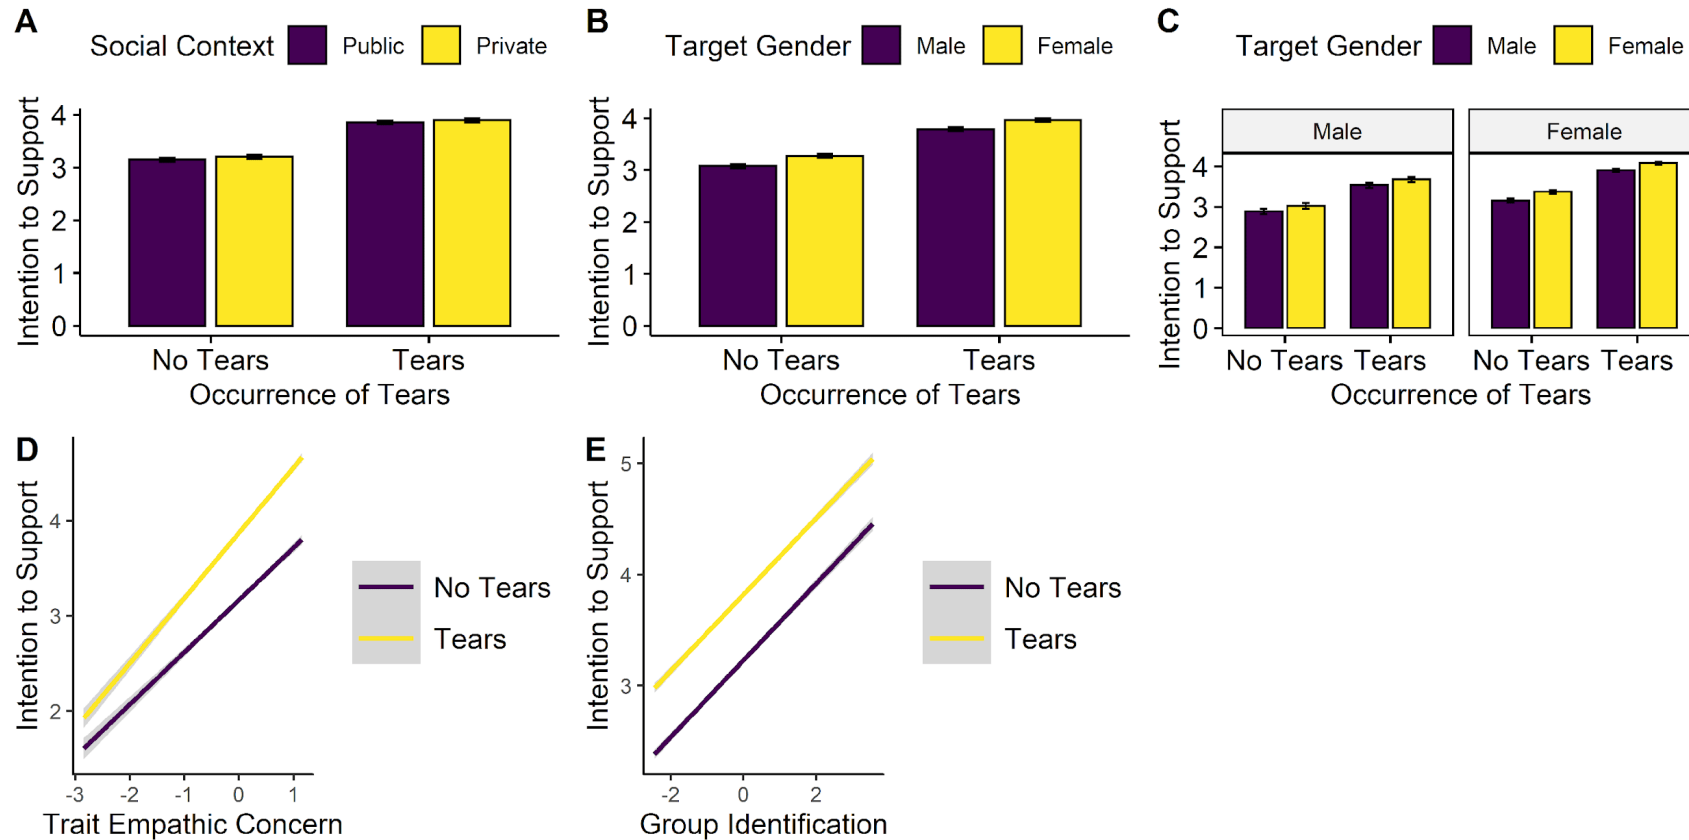 A
Social Context Public Private
Intention to Support
4
3
2
1
0
No Tears Tears
Occurrence of Tears
B
Target Gender Male Female
Intention to Support
4
3
2
1
0
No Tears Tears
Occurrence of Tears
C
Target Gender Male Female
Male Female
Intention to Support
4
3
2
1
0
No Tears Tears No Tears Tears
Occurrence of Tears
D
Intention to Support
4
3
2
-3 -2 -1 0 1
Trait Empathic Concern
No Tears
Tears
E
Intention to Support
5
4
3
-2 0 2
Group Identification
No Tears
Tears